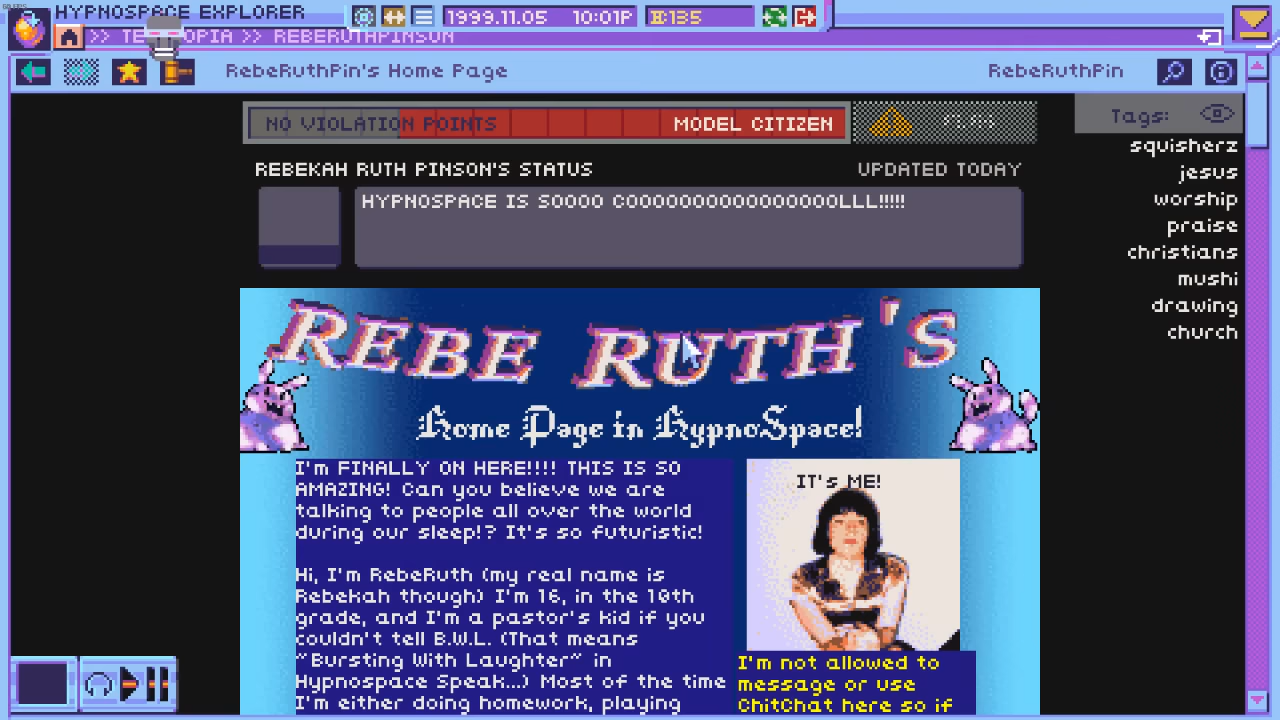 HYPNOSPACE EXPLORER
1999.11.05 10:01P
135
>> TE OPIA >> REBERUTHPINSON
RebeRuthPin's Home Page
RebeRuthPin
NO VIOLATION POINTS
MODEL CITIZEN
Tags:
squisherz
jesus
worship
praise
christians
mushi
drawing
church
REBEKAH RUTH PINSON'S STATUS
UPDATED TODAY
HYPNOSPACE IS SOOOO COOOOOOOOOOOOOOOOOLLL!!!!!
REBE RUTH'S
Home Page in HypnoSpace!
I'm FINALLY ON HERE!!!! THIS IS SO
AMAZING! Can you believe we are
talking to people all over the world
during our sleep!? It's so futuristic!
Hi, I'm RebeRuth (my real name is
Rebekah though) I'm 16, in the 10th
grade, and I'm a pastor's kid if you
couldn't tell B.W.L. (That means
~Bursting With Laughter~ in
Hypnospace Speak...) Most of the time
I'm either doing homework, playing
IT's ME!
I'm not allowed to
message or use
ChitChat here so if